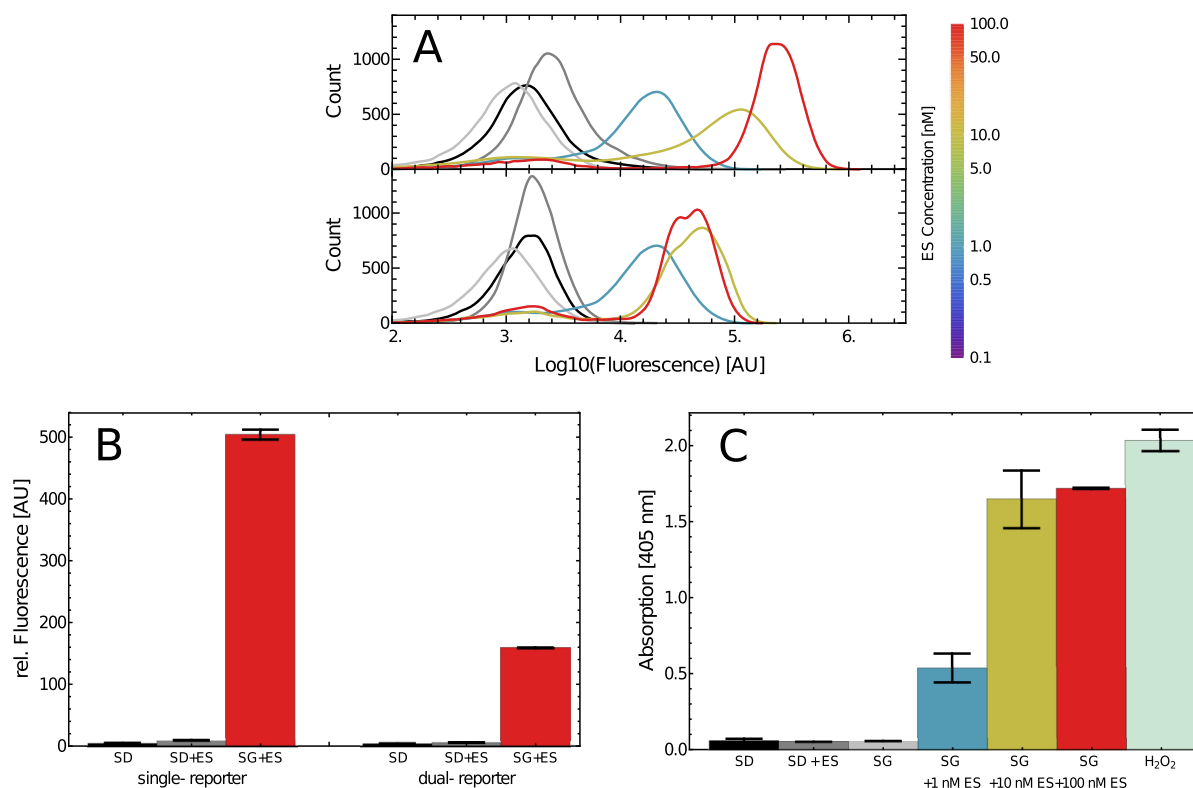 A
Count
1000
500
0
Count
1000
500
0
2.
3.
4.
5.
6.
Log10(Fluorescence) [AU]
100.0
50.0
10.0
5.0
1.0
0.5
0.1
ES Concentration [nM]
B
rel. Fluorescence [AU]
500
400
300
200
100
0
SD SD+ES SG+ES SD SD+ES SG+ES
single- reporter dual- reporter
C
Absorption [405 nm]
2.0
1.5
1.0
0.5
0.0
SD SD +ES SG SG SG SG H₂O₂
+1 nM ES +10 nM ES +100 nM ES